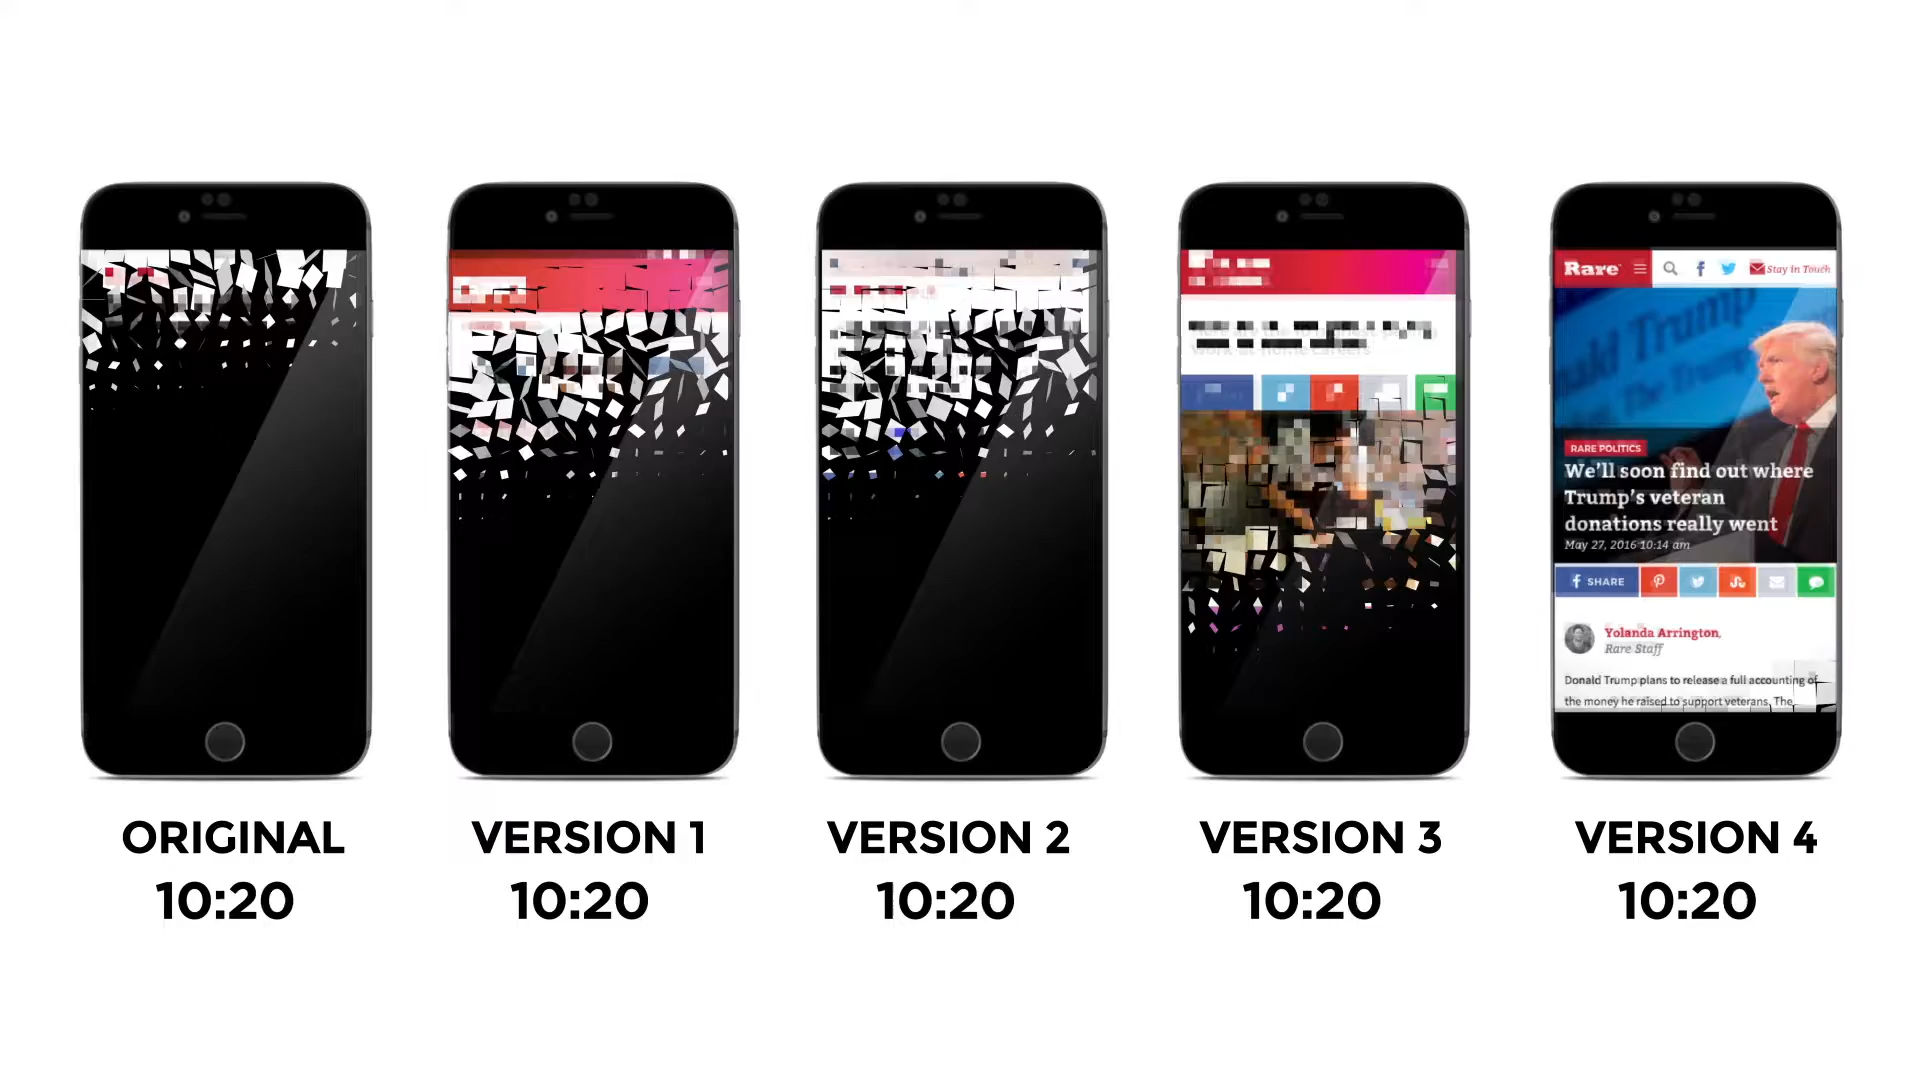 Rare
Stay in Touch
RARE POLITICS
We'll soon find out where
Trump's veteran
donations really went
May 27, 2016 10:14 am
SHARE
Yolanda Arrington,
Rare Staff
Donald Trump plans to release a full accounting of
the money he raised to support veterans. The
ORIGINAL
10:20
VERSION 1
10:20
VERSION 2
10:20
VERSION 3
10:20
VERSION 4
10:20